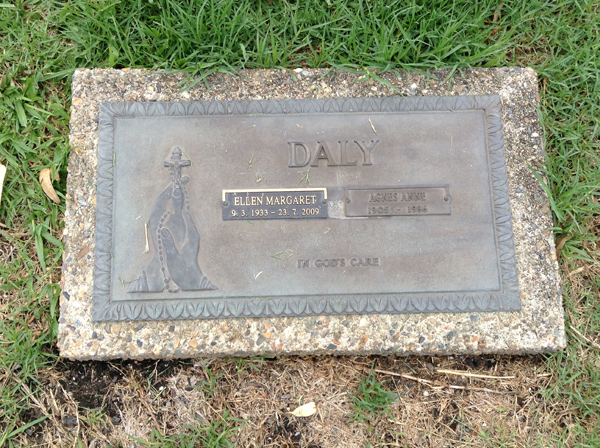 DALY
ELLEN MARGARET
9. 3. 1933 - 23. 7. 2009
AGNES ANNE
IN GOD'S CARE